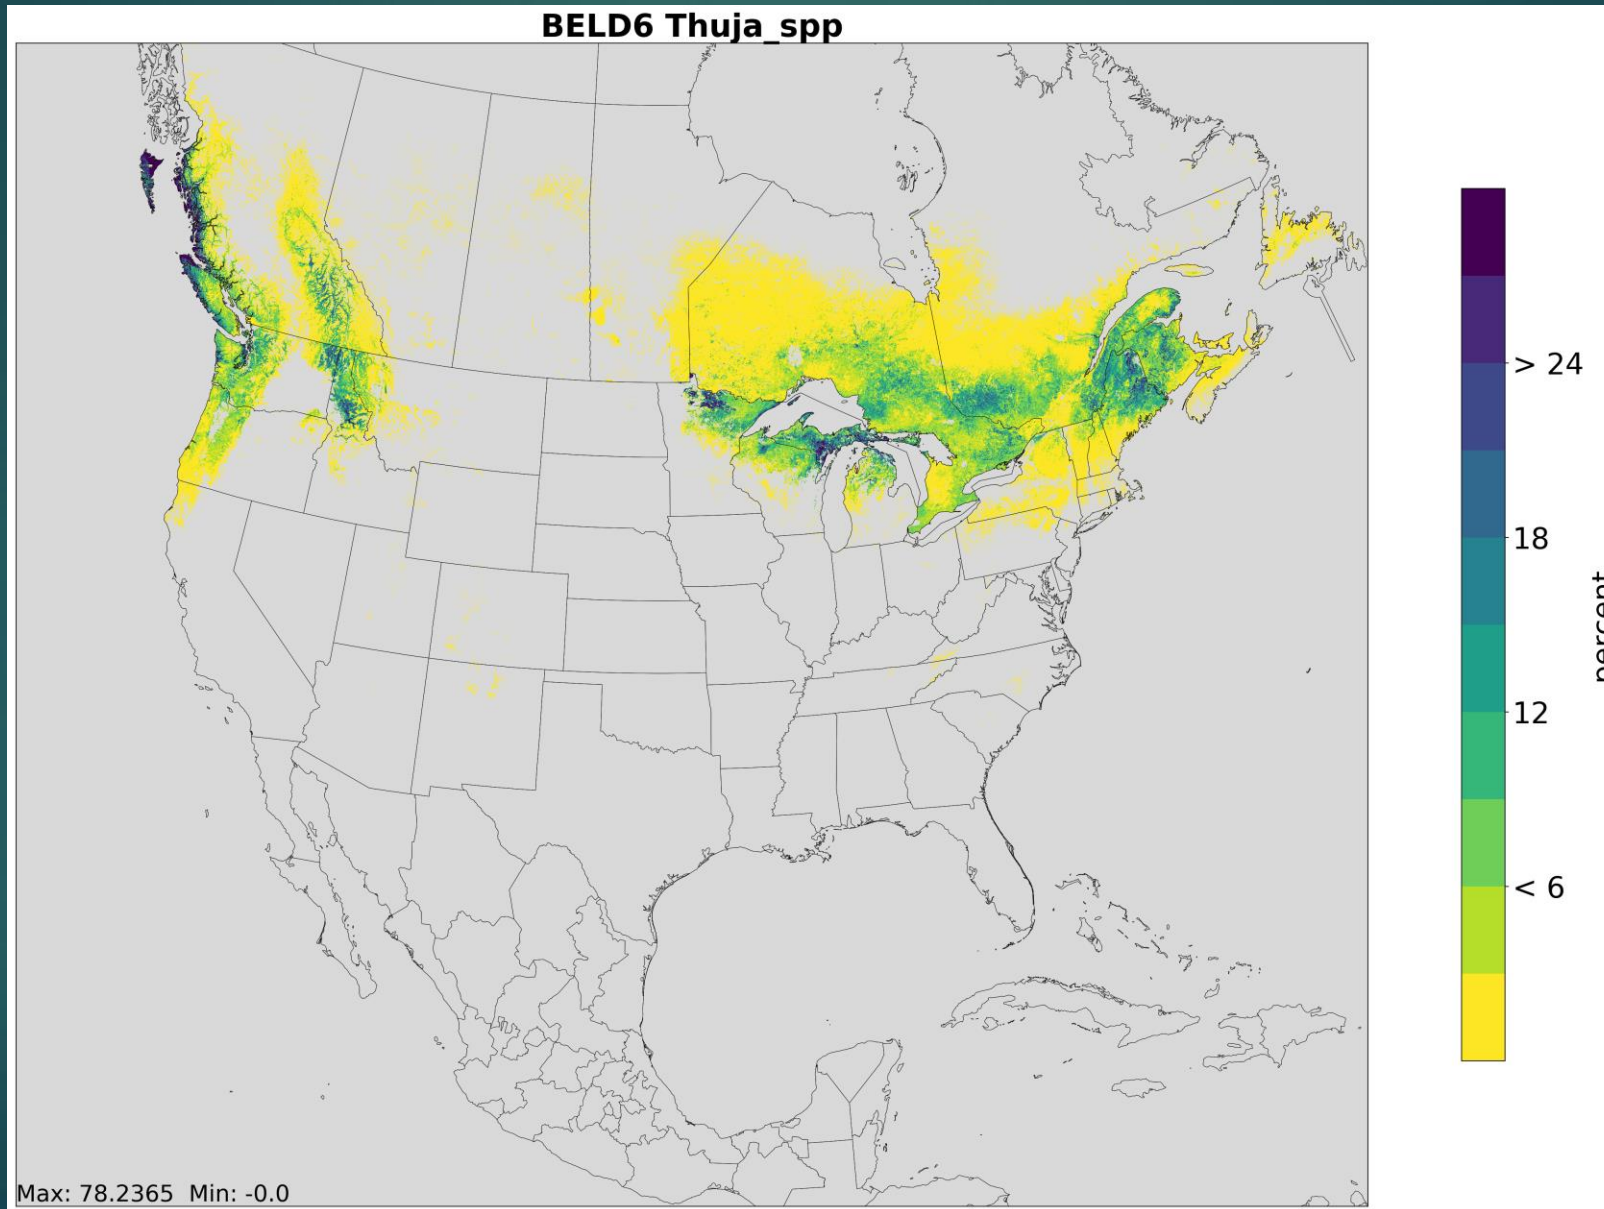 BELD6 Thuja_spp
> 24
18
percent
12
< 6
Max: 78.2365 Min: -0.0